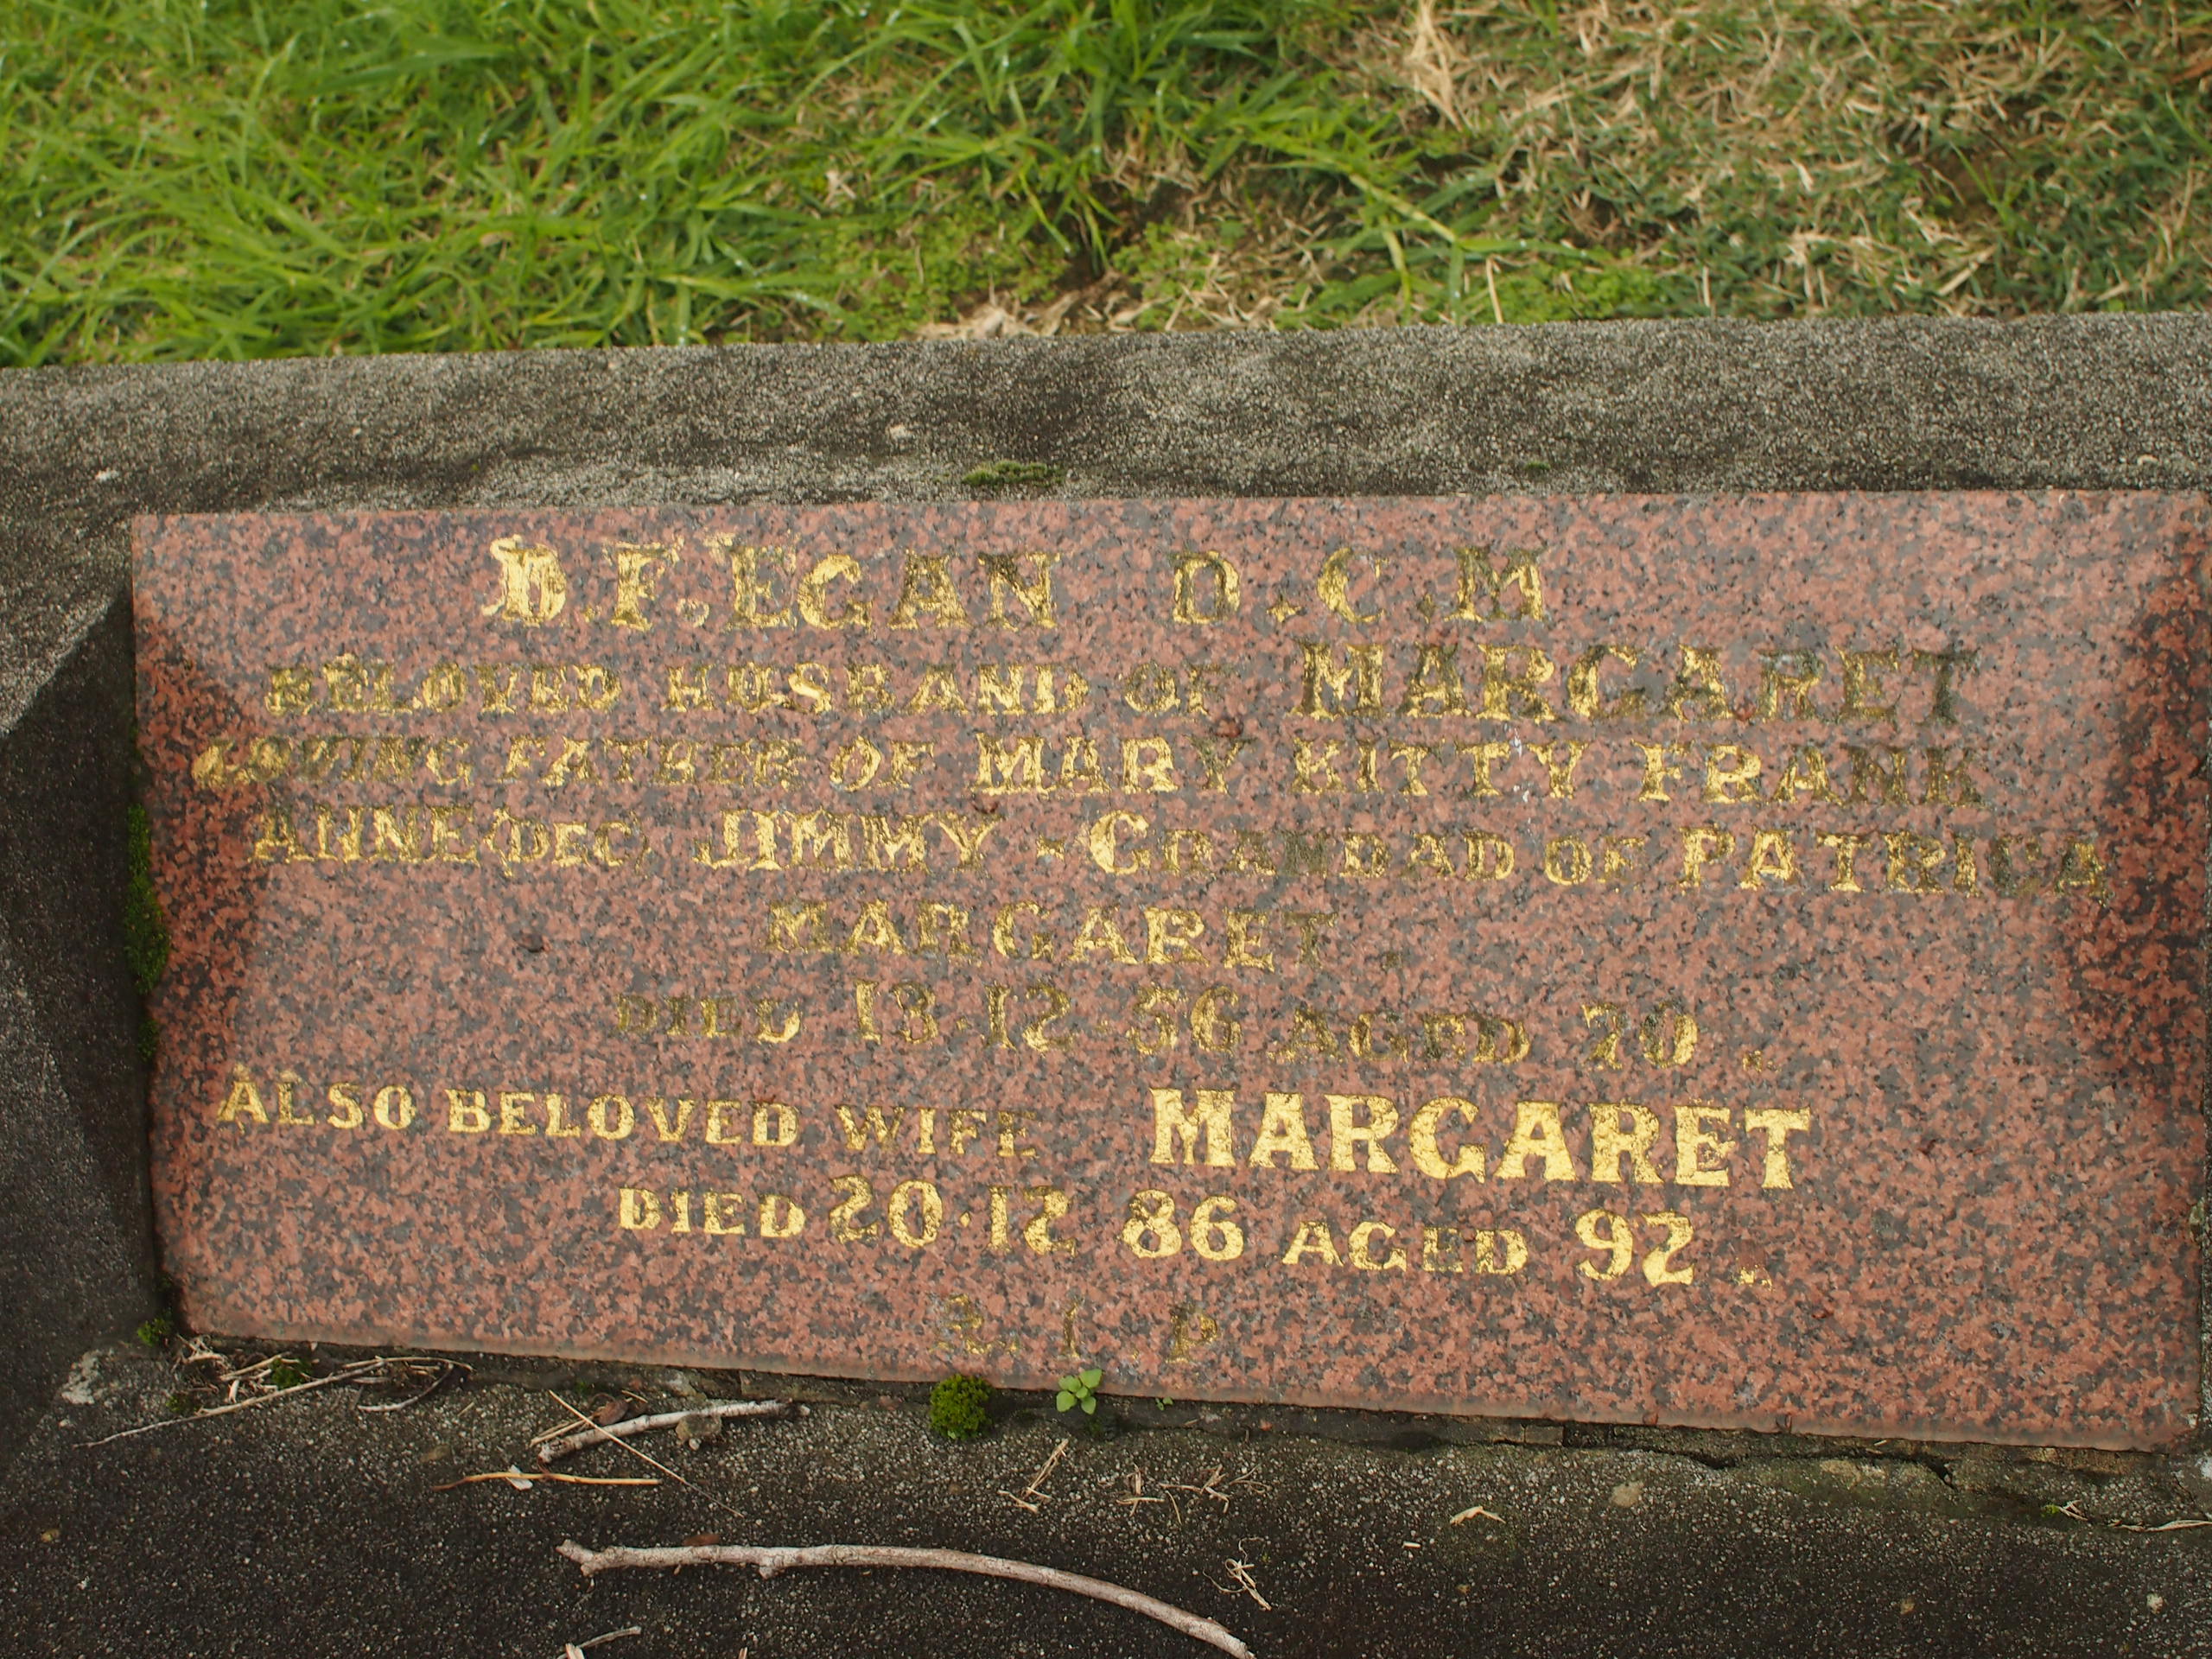 D.F. EGAN D.C.M
BELOVED HUSBAND OF MARGARET
LOVING FATHER OF MARY KITTY FRANK
ANNE (DEC) JIMMY - GRANDAD OF PATRICIA
MARGARET.
DIED 13.12.56 AGED 70.
ALSO BELOVED WIFE MARGARET
DIED 20.12 86 AGED 92.
R. I. P